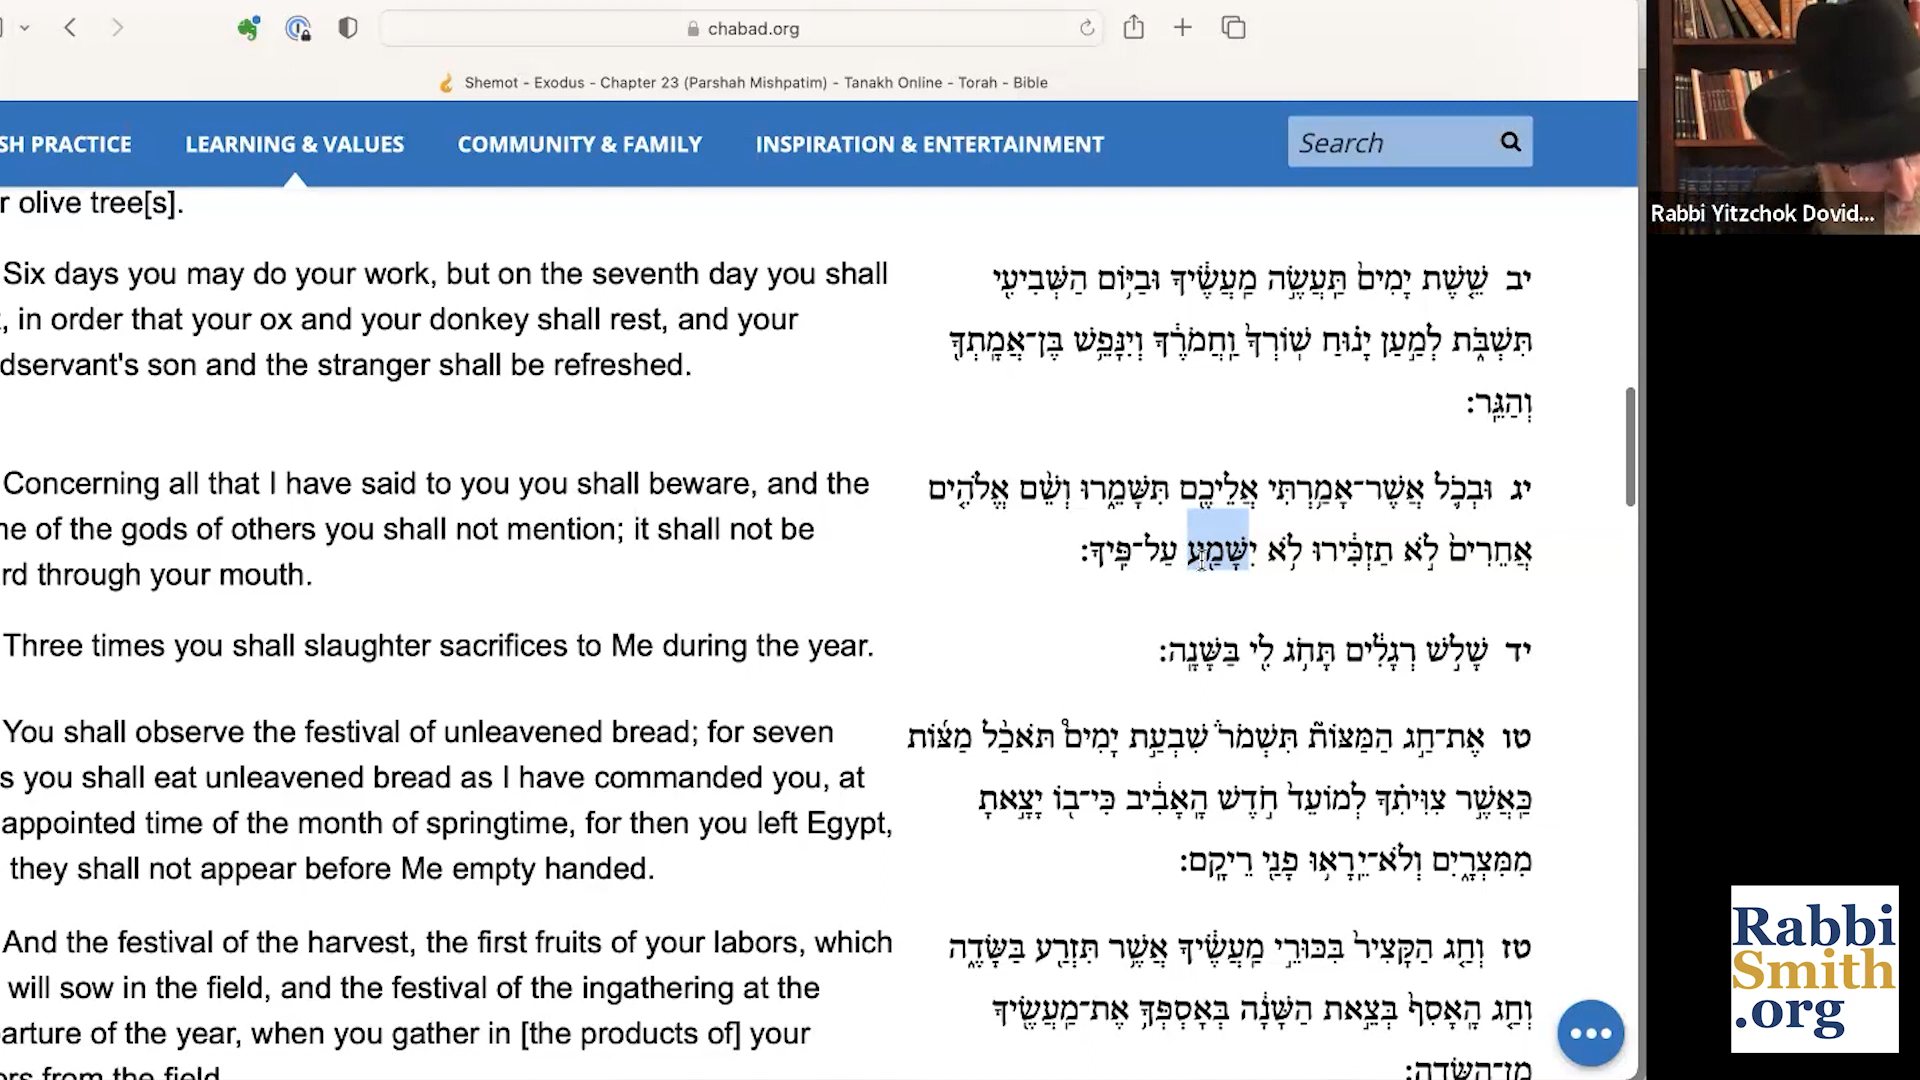 chabad.org
Shemot - Exodus - Chapter 23 (Parshah Mishpatim) - Tanakh Online - Torah - Bible
SH PRACTICE LEARNING & VALUES COMMUNITY & FAMILY INSPIRATION & ENTERTAINMENT Search
Rabbi Yitzchok Dovid...
r olive tree[s].
Six days you may do your work, but on the seventh day you shall
, in order that your ox and your donkey shall rest, and your
dservant's son and the stranger shall be refreshed.
יב שֵׁ֤שֶׁת יָמִים֙ תַּֽעֲשֶׂ֣ה מַֽעֲשֶׂ֔יךָ וּבַיּ֥וֹם הַשְּׁבִיעִ֖י
תִּשְׁבֹּ֑ת לְמַ֣עַן יָנ֗וּחַ שֽׁוֹרְךָ֙ וַֽחֲמֹרֶ֔ךָ וְיִנָּפֵ֥שׁ בֶּן־אֲמָֽתְךָ֖
וְהַגֵּֽר:
Concerning all that I have said to you you shall beware, and the
ne of the gods of others you shall not mention; it shall not be
rd through your mouth.
יג וּבְכֹ֛ל אֲשֶׁר־אָמַ֥רְתִּי אֲלֵיכֶ֖ם תִּשָּׁמֵ֑רוּ וְשֵׁ֨ם אֱלֹהִ֤ים
אֲחֵרִים֙ לֹ֣א תַזְכִּ֔ירוּ לֹ֥א יִשָּׁמַ֖ע עַל־פִּֽיךָ:
Three times you shall slaughter sacrifices to Me during the year.
יד שָׁל֣שׁ רְגָלִ֔ים תָּחֹ֥ג לִ֖י בַּשָּׁנָֽה:
You shall observe the festival of unleavened bread; for seven
s you shall eat unleavened bread as I have commanded you, at
appointed time of the month of springtime, for then you left Egypt,
they shall not appear before Me empty handed.
טו אֶת־חַ֣ג הַמַּצּוֹת֘ תִּשְׁמֹר֒ שִׁבְעַ֣ת יָמִים֩ תֹּאכַ֨ל מַצּ֜וֹת
כַּֽאֲשֶׁ֣ר צִוִּיתִ֗ךָ לְמוֹעֵד֙ חֹ֣דֶשׁ הָֽאָבִ֔יב כִּי־ב֖וֹ יָצָ֣אתָ
מִמִּצְרָ֑יִם וְלֹא־יֵֽרָא֥וּ פָנַ֖י רֵיקָֽם:
And the festival of the harvest, the first fruits of your labors, which
will sow in the field, and the festival of the ingathering at the
arture of the year, when you gather in [the products of] your
ors from the field.
טז וְחַ֤ג הַקָּצִיר֙ בִּכּוּרֵ֣י מַֽעֲשֶׂ֔יךָ אֲשֶׁ֥ר תִּזְרַ֖ע בַּשָּׂדֶ֑ה
וְחַ֤ג הָֽאָסִף֙ בְּצֵ֣את הַשָּׁנָ֔ה בְּאָסְפְּךָ֥ אֶת־מַֽעֲשֶׂ֖יךָ
מִן־הַשָּׂדֶֽה:
Rabbi
Smith
.org